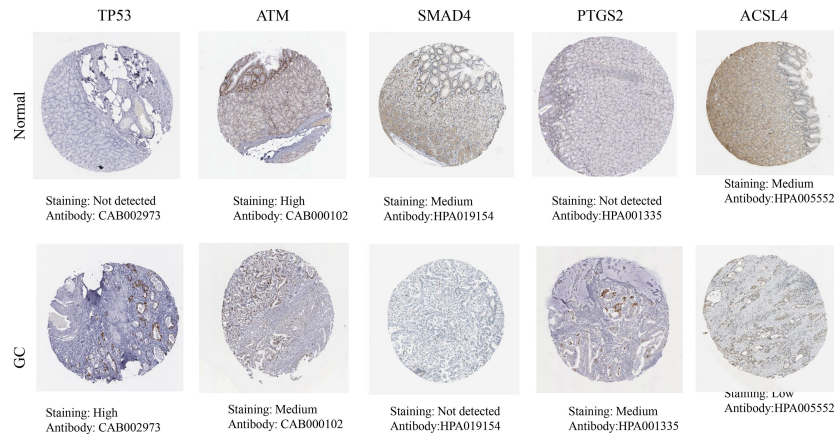 TP53 ATM SMAD4 PTGS2 ACSL4
Normal
Staining: Not detected
Antibody: CAB002973
Staining: High
Antibody: CAB000102
Staining: Medium
Antibody:HPA019154
Staining: Not detected
Antibody:HPA001335
Staining: Medium
Antibody:HPA005552
GC
Staining: High
Antibody: CAB002973
Staining: Medium
Antibody: CAB000102
Staining: Not detected
Antibody:HPA019154
Staining: Medium
Antibody:HPA001335
Staining: Low
Antibody:HPA005552